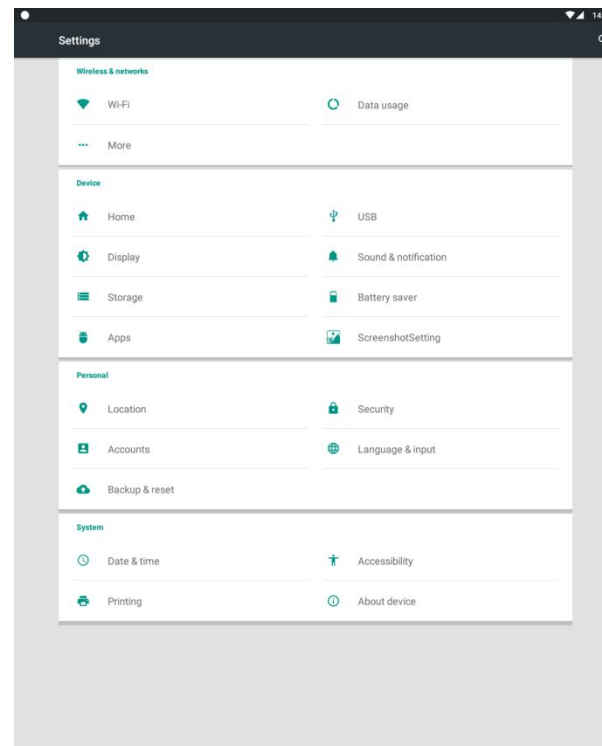 14
Settings
Wireless & networks
Wi-Fi
Data usage
More
Device
Home
USB
Display
Sound & notification
Storage
Battery saver
Apps
ScreenshotSetting
Personal
Location
Security
Accounts
Language & input
Backup & reset
System
Date & time
Accessibility
Printing
About device